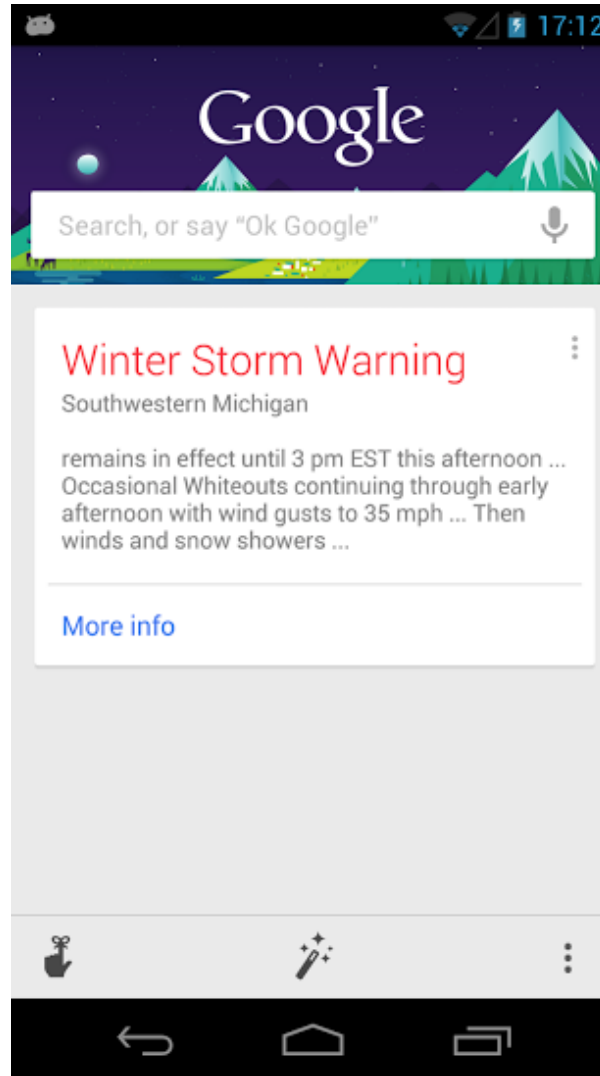 17:12
Google
Search, or say “Ok Google”
Winter Storm Warning
Southwestern Michigan
remains in effect until 3 pm EST this afternoon ...
Occasional Whiteouts continuing through early
afternoon with wind gusts to 35 mph ... Then
winds and snow showers ...
More info